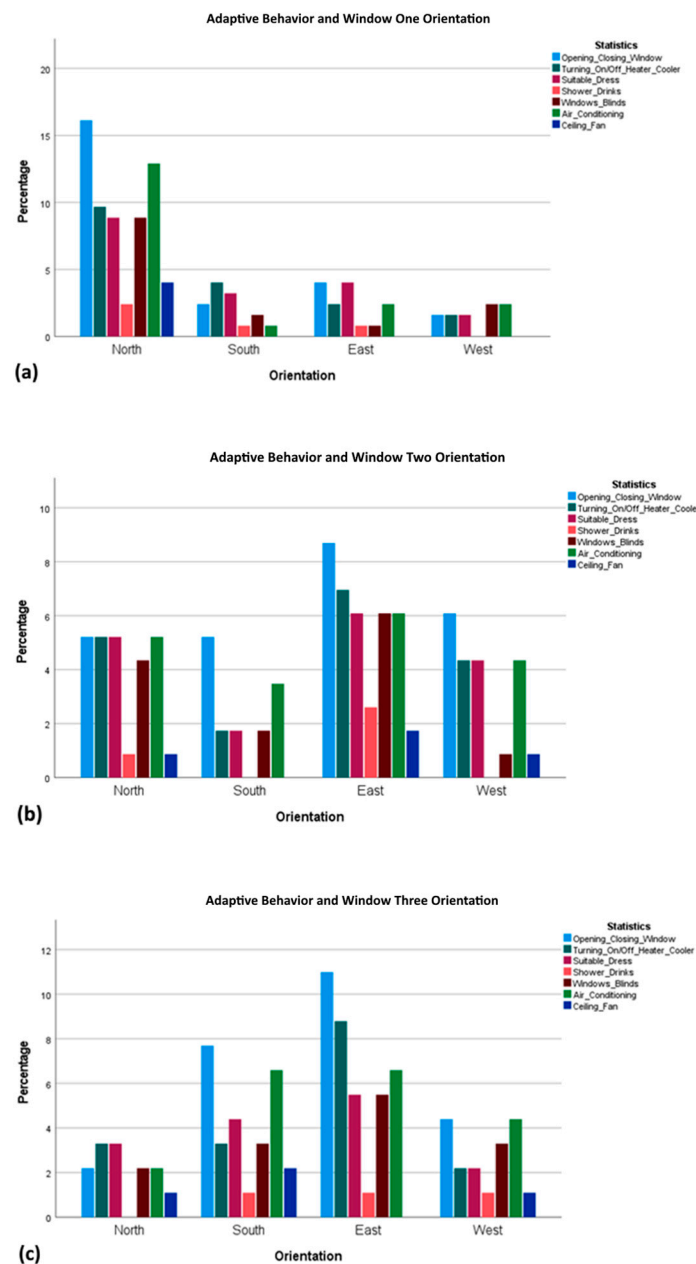 Adaptive Behavior and Window One Orientation
Statistics
Opening_Closing_Window
Turning_On/Off_Heater_Cooler
Suitable_Dress
Shower_Drinks
Windows_Blinds
Air_Conditioning
Ceiling_Fan
Percentage
20
15
10
5
0
North South East West
Orientation
(a)
Adaptive Behavior and Window Two Orientation
Statistics
Opening_Closing_Window
Turning_On/Off_Heater_Cooler
Suitable_Dress
Shower_Drinks
Windows_Blinds
Air_Conditioning
Ceiling_Fan
Percentage
10
8
6
4
2
0
North South East West
Orientation
(b)
Adaptive Behavior and Window Three Orientation
Statistics
Opening_Closing_Window
Turning_On/Off_Heater_Cooler
Suitable_Dress
Shower_Drinks
Windows_Blinds
Air_Conditioning
Ceiling_Fan
Percentage
12
10
8
6
4
2
0
North South East West
Orientation
(c)